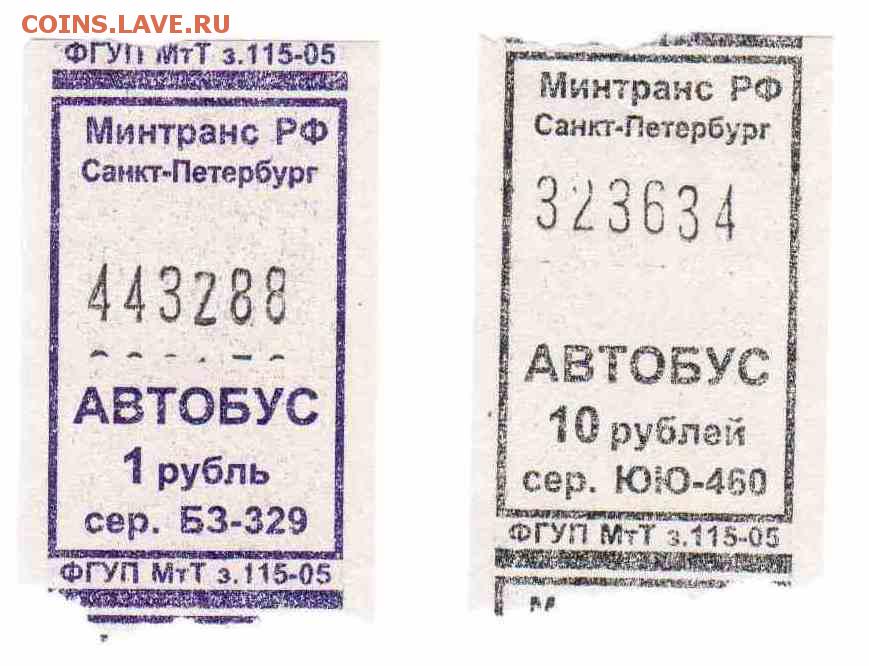 COINS.LAVE.RU
ФГУП МтТ з.115-05
Минтранс РФ
Санкт-Петербург
443288
АВТОБУС
1 рубль
сер. БЗ-329
ФГУП МтТ з.115-05
Минтранс РФ
Санкт-Петербург
323634
АВТОБУС
10 рублей
сер. ЮЮ-460
ФГУП МтТ з.115-05